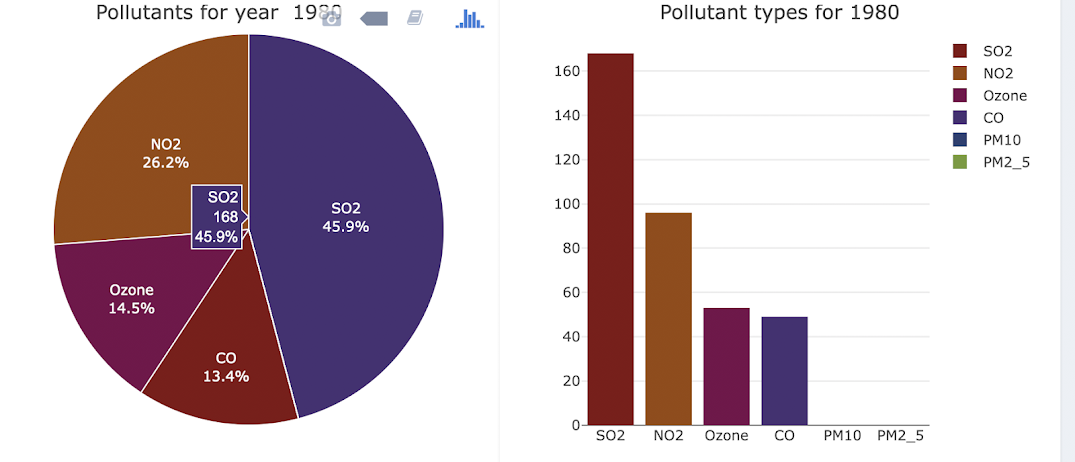 Pollutants for year 1980
NO2
26.2%
SO2
168
45.9%
SO2
45.9%
Ozone
14.5%
CO
13.4%
Pollutant types for 1980
160
140
120
100
80
60
40
20
0
SO2
NO2
Ozone
CO
PM10
PM2_5
SO2
NO2
Ozone
CO
PM10
PM2_5